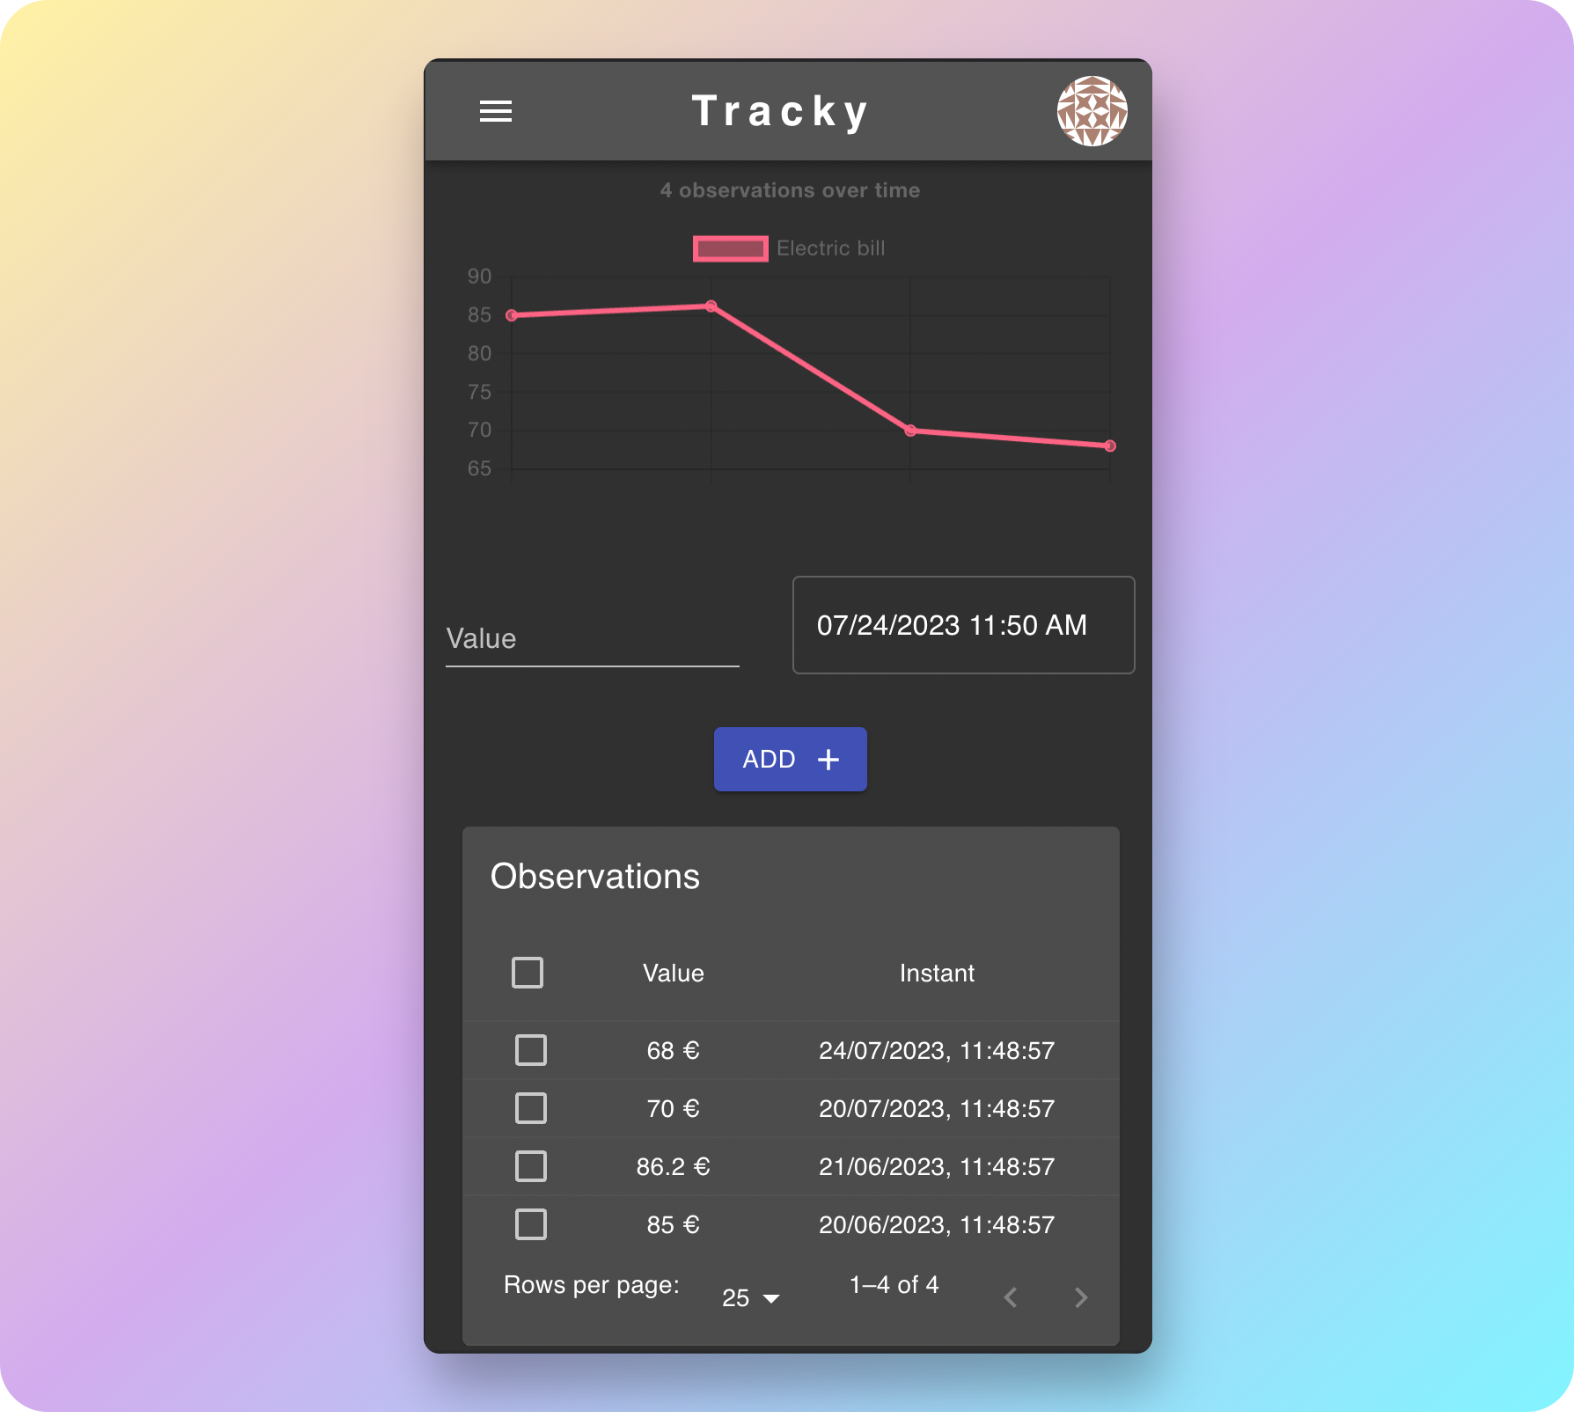 Tracky
4 observations over time
Electric bill
90
85
80
75
70
65
Value
07/24/2023 11:50 AM
ADD +
Observations
Value Instant
68 € 24/07/2023, 11:48:57
70 € 20/07/2023, 11:48:57
86.2 € 21/06/2023, 11:48:57
85 € 20/06/2023, 11:48:57
Rows per page: 25 1–4 of 4